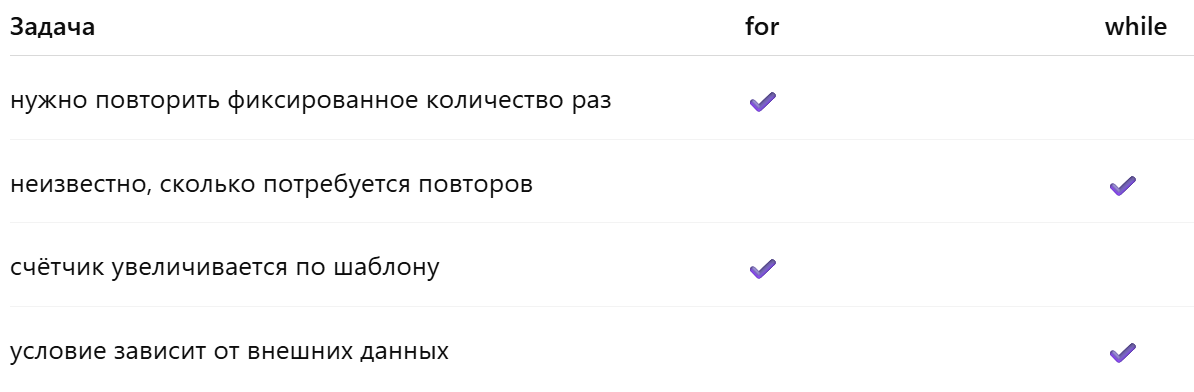 Задача for while
нужно повторить фиксированное количество раз ✔
неизвестно, сколько потребуется повторов ✔
счётчик увеличивается по шаблону ✔
условие зависит от внешних данных ✔